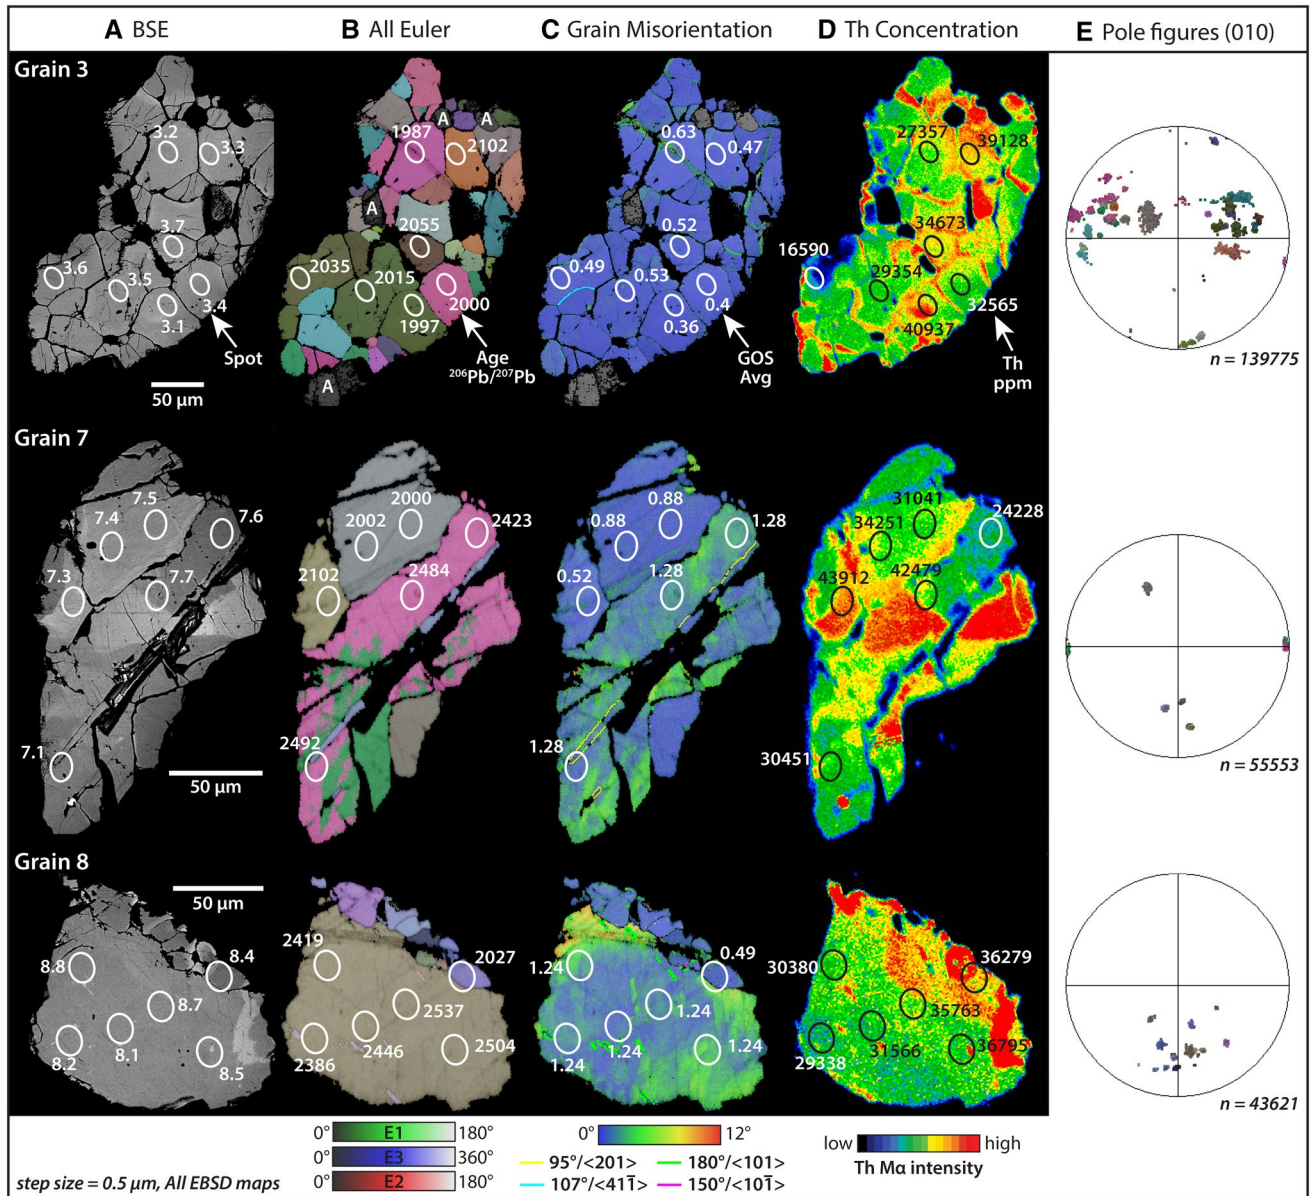 A BSE
B All Euler
C Grain Misorientation
D Th Concentration
E Pole figures (010)
Grain 3
3.2
3.3
3.7
3.6
3.5
3.4
3.1
Spot
50 µm
A
A
1987
2102
A
2055
2035
2015
2000
1997
Age
²⁰⁶Pb/²⁰⁷Pb
A
0.63
0.47
0.52
0.49
0.53
0.4
0.36
GOS
Avg
27357
39128
34673
16590
29354
32565
40937
Th
ppm
n = 139775
Grain 7
7.5
7.4
7.6
7.3
7.7
7.1
50 µm
2000
2002
2423
2102
2484
2492
0.88
0.88
1.28
0.52
1.28
1.28
31041
34251
24228
43912
42479
30451
n = 55553
Grain 8
50 µm
8.8
8.4
8.7
8.1
8.2
8.5
2419
2027
2537
2446
2504
2386
1.24
0.49
1.24
1.24
1.24
1.24
30380
36279
35763
31566
36795
29338
n = 43621
0° E1 180°
0° E3 360°
0° E2 180°
0° 12°
95°/<201>
180°/<101>
107°/<411̄>
150°/<101̄>
low high
Th Mα intensity
step size = 0.5 µm, All EBSD maps